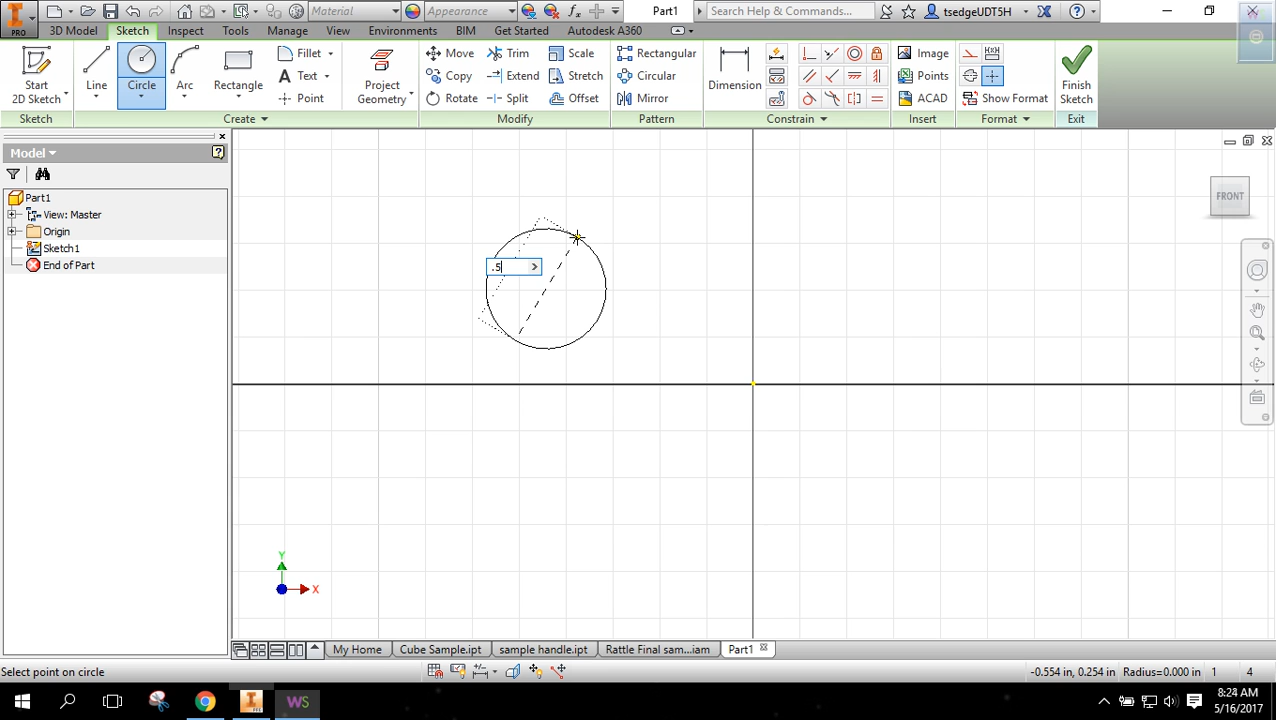 Material
Appearance
Part1
Search Help & Commands...
tsedgeUDT5H
PRO
3D Model
Sketch
Inspect
Tools
Manage
View
Environments
BIM
Get Started
Autodesk A360
Start
2D Sketch
Line
Circle
Arc
Rectangle
Fillet
Text
Point
Project
Geometry
Move
Copy
Rotate
Trim
Extend
Split
Scale
Stretch
Offset
Rectangular
Circular
Mirror
Dimension
Image
Points
ACAD
Show Format
Finish
Sketch
Sketch
Create
Modify
Pattern
Constrain
Insert
Format
Exit
Model
Part1
View: Master
Origin
Sketch1
End of Part
.5
FRONT
Y
X
My Home
Cube Sample.ipt
sample handle.ipt
Rattle Final sam...iam
Part1
Select point on circle
-0.554 in, 0.254 in
Radius=0.000 in
1
4
WS
8:24 AM
5/16/2017